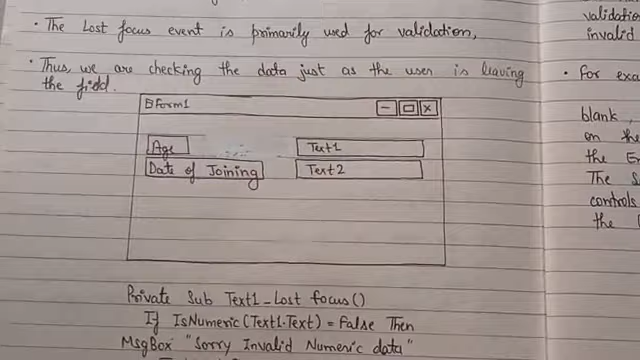 • The Lost focus event is primarily used for validation,
• Thus, we are checking the data just as the user is leaving
the field.
Form1
Age
Text1
Date of Joining
Text2
Private Sub Text1_Lost focus()
If IsNumeric(Text1.Text) = False Then
MsgBox "Sorry Invalid Numeric data"
validation
invalid
• For exa
blank,
on the
the E
The S
controls
the